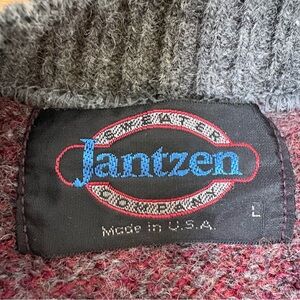 SWEATER
Jantzen
COMPANY
Made in U.S.A.
L